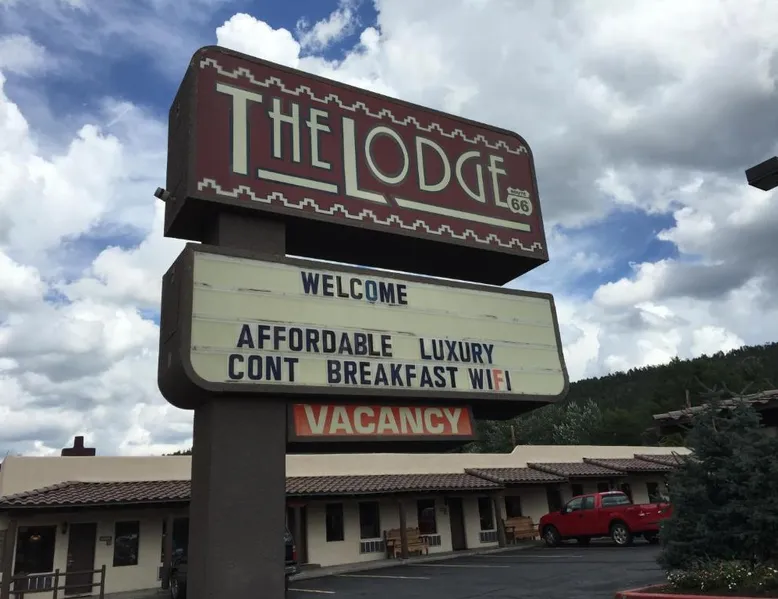 THE LODGE
ROUTE
66
WELCOME
AFFORDABLE LUXURY
CONT BREAKFAST WIFI
VACANCY